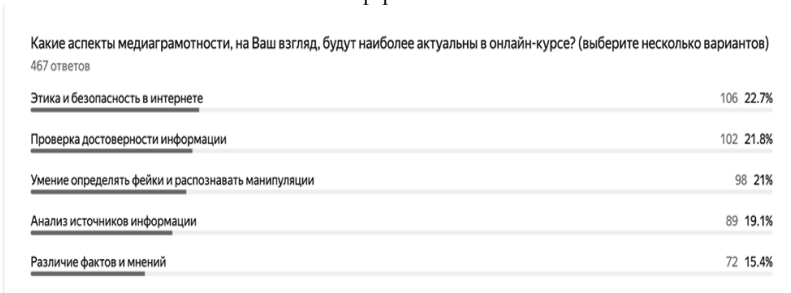 Какие аспекты медиаграмотности, на Ваш взгляд, будут наиболее актуальны в онлайн-курсе? (выберите несколько вариантов)
467 ответов
Этика и безопасность в интернете 106 22.7%
Проверка достоверности информации 102 21.8%
Умение определять фейки и распознавать манипуляции 98 21%
Анализ источников информации 89 19.1%
Различие фактов и мнений 72 15.4%